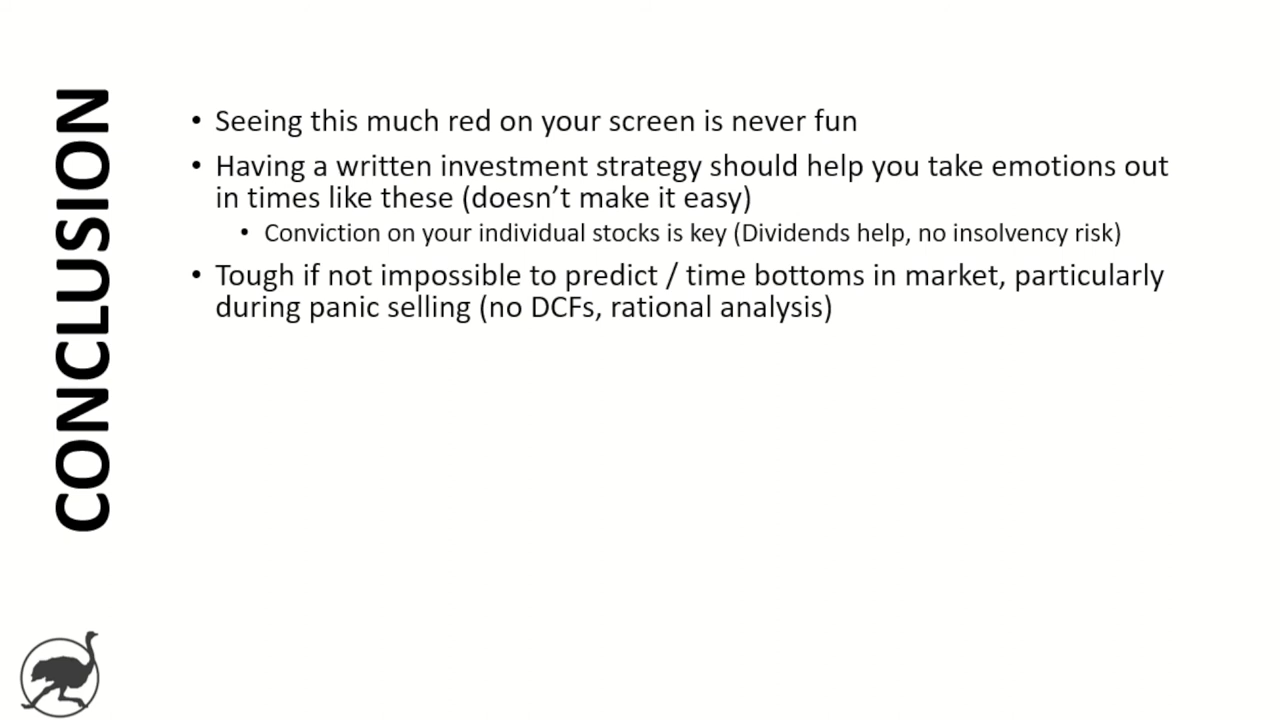 CONCLUSION
• Seeing this much red on your screen is never fun
• Having a written investment strategy should help you take emotions out
in times like these (doesn’t make it easy)
• Conviction on your individual stocks is key (Dividends help, no insolvency risk)
• Tough if not impossible to predict / time bottoms in market, particularly
during panic selling (no DCFs, rational analysis)